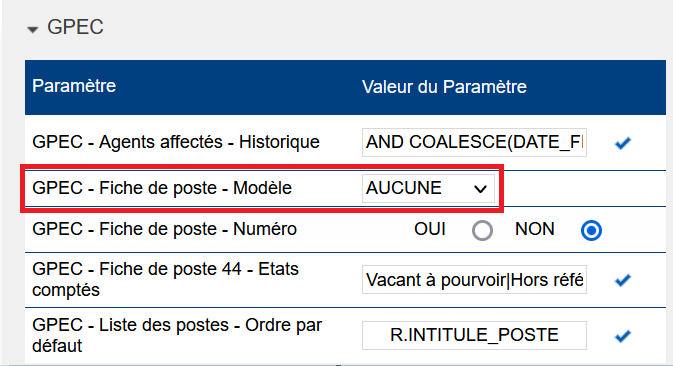 GPEC
Paramètre Valeur du Paramètre
GPEC - Agents affectés - Historique AND COALESCE(DATE_FI
GPEC - Fiche de poste - Modèle AUCUNE
GPEC - Fiche de poste - Numéro OUI NON
GPEC - Fiche de poste 44 - Etats
comptés
Vacant à pourvoir|Hors réfé
GPEC - Liste des postes - Ordre par
défaut
R.INTITULE_POSTE